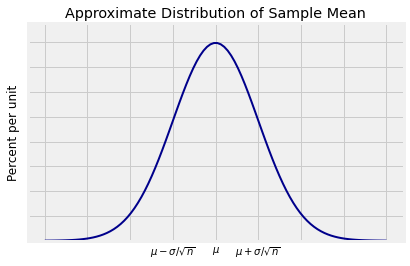 Approximate Distribution of Sample Mean
Percent per unit
μ − σ/√n μ μ + σ/√n